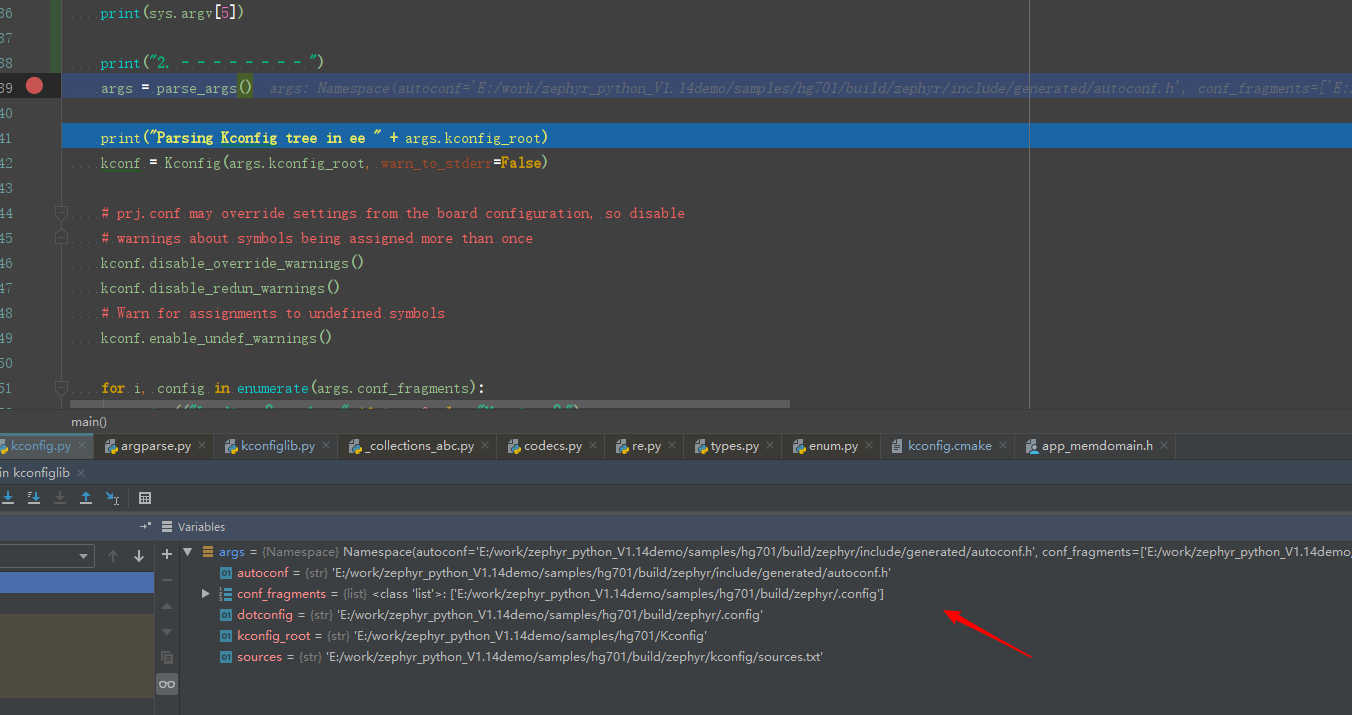 36 print(sys.argv[5])
37
38 print("2. - - - - - - - - ")
39 args = parse_args() args: Namespace(autoconf='E:/work/zephyr_python_V1.14demo/samples/hg701/build/zephyr/include/generated/autoconf.h', conf_fragments=['E:/
40
41 print("Parsing Kconfig tree in ee " + args.kconfig_root)
42 kconf = Kconfig(args.kconfig_root, warn_to_stderr=False)
43
44 # prj.conf may override settings from the board configuration, so disable
45 # warnings about symbols being assigned more than once
46 kconf.disable_override_warnings()
47 kconf.disable_redun_warnings()
48 # Warn for assignments to undefined symbols
49 kconf.enable_undef_warnings()
50
51 for i, config in enumerate(args.conf_fragments):
main()
kconfig.py argparse.py kconfiglib.py _collections_abc.py codecs.py re.py types.py enum.py kconfig.cmake app_memdomain.h
in kconfiglib
Variables
args = {Namespace} Namespace(autoconf='E:/work/zephyr_python_V1.14demo/samples/hg701/build/zephyr/include/generated/autoconf.h', conf_fragments=['E:/work/zephyr_python_V1.14demo/
autoconf = {str} 'E:/work/zephyr_python_V1.14demo/samples/hg701/build/zephyr/include/generated/autoconf.h'
conf_fragments = {list} <class 'list'>: ['E:/work/zephyr_python_V1.14demo/samples/hg701/build/zephyr/.config']
dotconfig = {str} 'E:/work/zephyr_python_V1.14demo/samples/hg701/build/zephyr/.config'
kconfig_root = {str} 'E:/work/zephyr_python_V1.14demo/samples/hg701/Kconfig'
sources = {str} 'E:/work/zephyr_python_V1.14demo/samples/hg701/build/zephyr/kconfig/sources.txt'